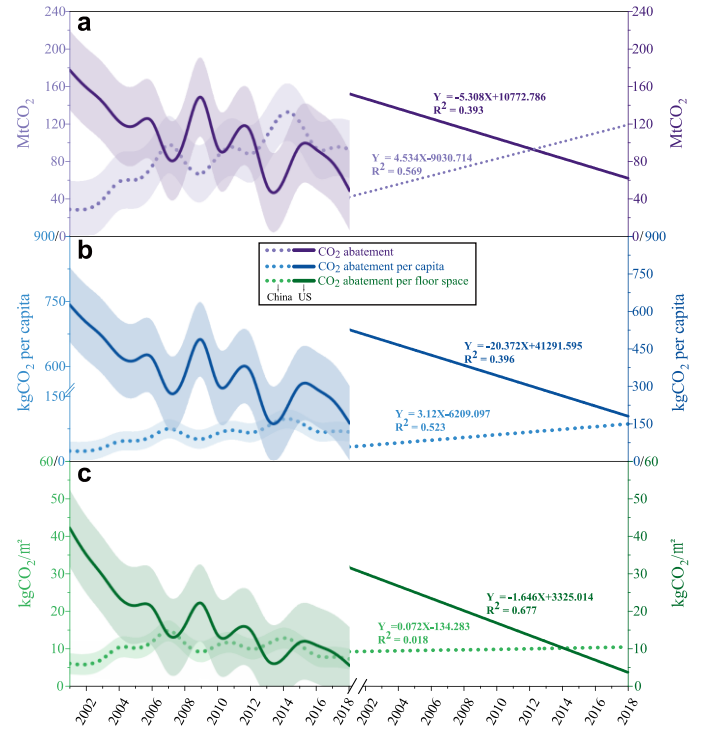 a
240
200
160
120
80
40
900/0
MtCO₂
240
200
160
120
80
40
0/900
MtCO₂
Y = -5.308X+10772.786
R² = 0.393
Y = 4.534X-9030.714
R² = 0.569
b
CO₂ abatement
CO₂ abatement per capita
CO₂ abatement per floor space
China US
750
600
150
60/0
kgCO₂ per capita
750
600
450
300
150
0/60
kgCO₂ per capita
Y = -20.372X+41291.595
R² = 0.396
Y = 3.12X-6209.097
R² = 0.523
c
50
40
30
20
10
0
kgCO₂/m²
50
40
30
20
10
0
kgCO₂/m²
Y = -1.646X+3325.014
R² = 0.677
Y =0.072X-134.283
R² = 0.018
2002 2004 2006 2008 2010 2012 2014 2016 2018 2002 2004 2006 2008 2010 2012 2014 2016 2018